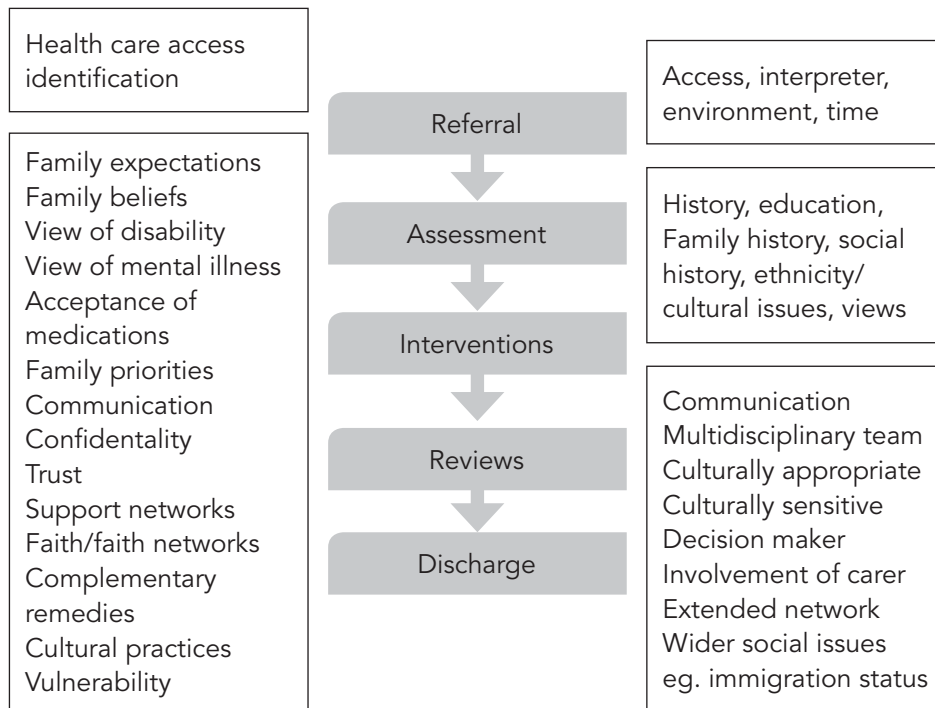 Health care access
identification
Family expectations
Family beliefs
View of disability
View of mental illness
Acceptance of
medications
Family priorities
Communication
Confidentality
Trust
Support networks
Faith/faith networks
Complementary
remedies
Cultural practices
Vulnerability
Referral
Assessment
Interventions
Reviews
Discharge
Access, interpreter,
environment, time
History, education,
Family history, social
history, ethnicity/
cultural issues, views
Communication
Multidisciplinary team
Culturally appropriate
Culturally sensitive
Decision maker
Involvement of carer
Extended network
Wider social issues
eg. immigration status